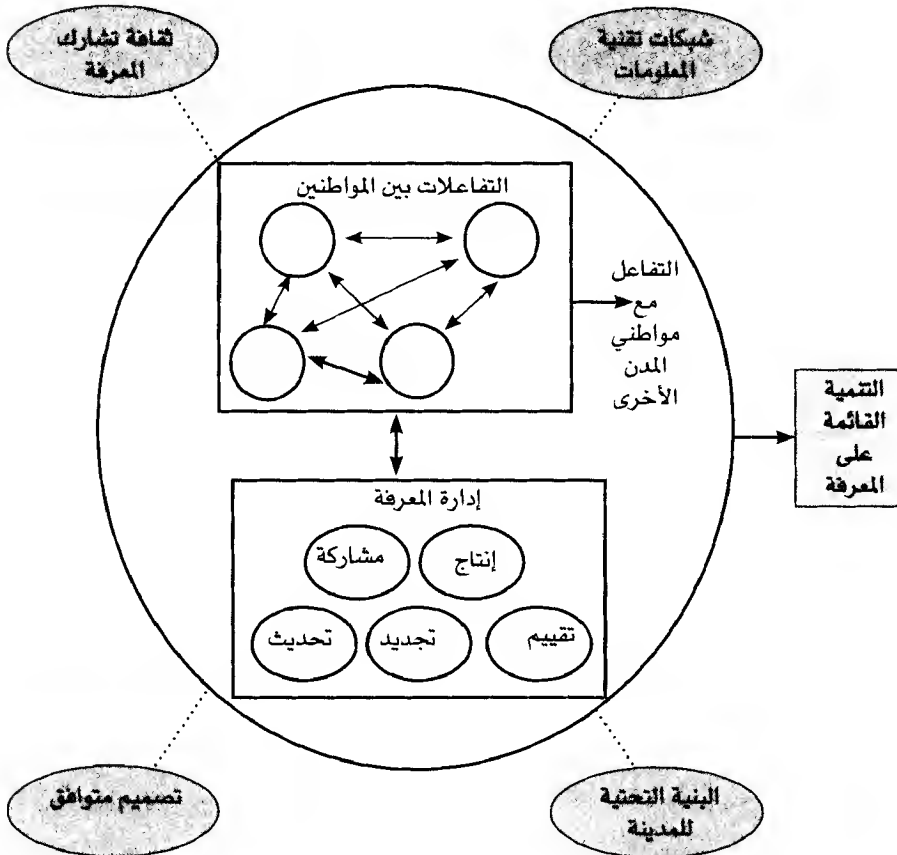 شبكات تقنية
المعلومات
ثقافة تشارك
المعرفة
التفاعلات بين المواطنين
التفاعل
مع
مواطني
المدن
الأخرى
التنمية
القائمة
على
المعرفة
إدارة المعرفة
إنتاج
مشاركة
تقييم
تجديد
تحديث
البنية التحتية
للمدينة
تصميم متوافق